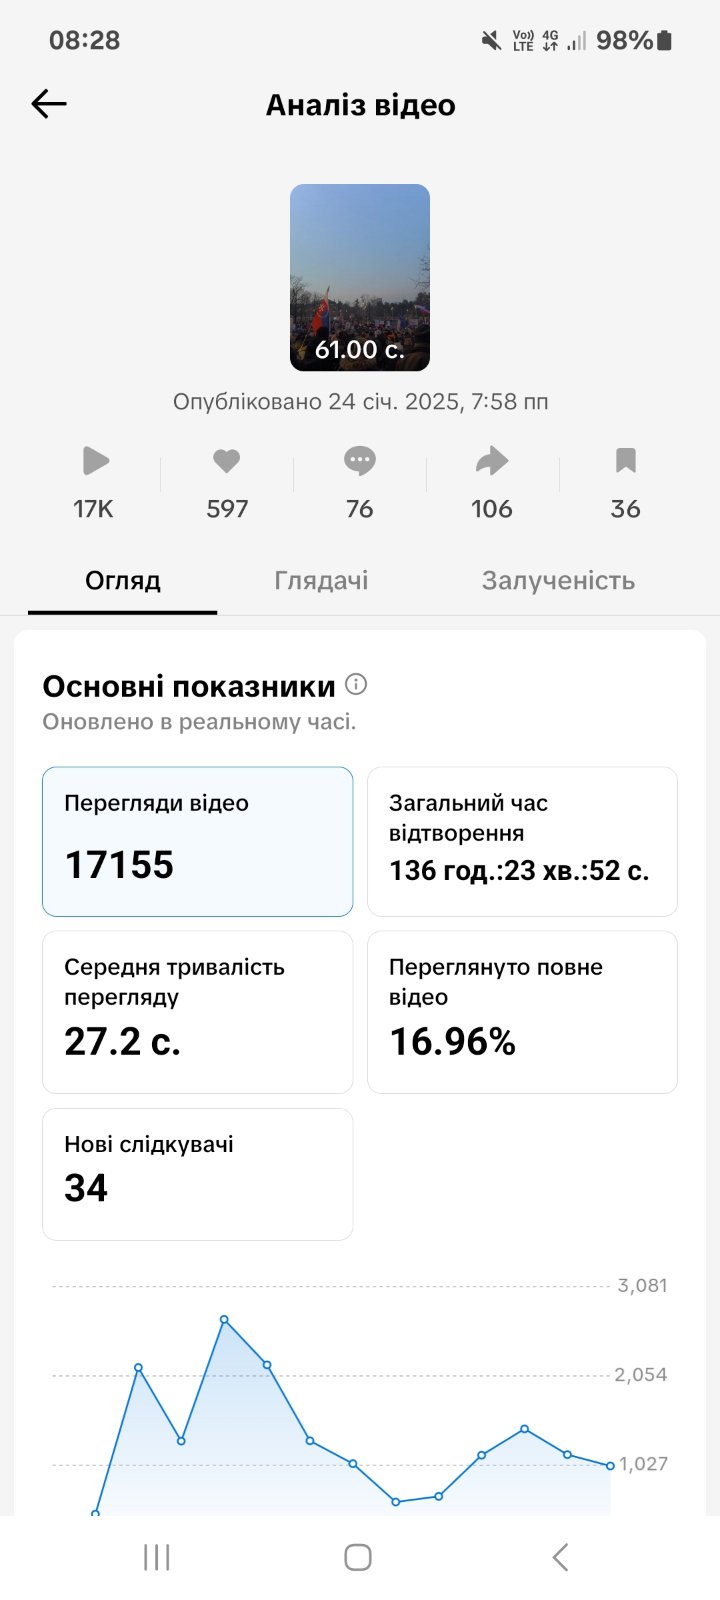 08:28
Vo)) LTE 4G 98%
Аналіз відео
61.00 с.
Опубліковано 24 січ. 2025, 7:58 пп
17K 597 76 106 36
Огляд Глядачі Залученість
Основні показники
Оновлено в реальному часі.
Перегляди відео
17155
Загальний час
відтворення
136 год.:23 хв.:52 с.
Середня тривалість
перегляду
27.2 с.
Переглянуто повне
відео
16.96%
Нові слідкувачі
34
3,081
2,054
1,027